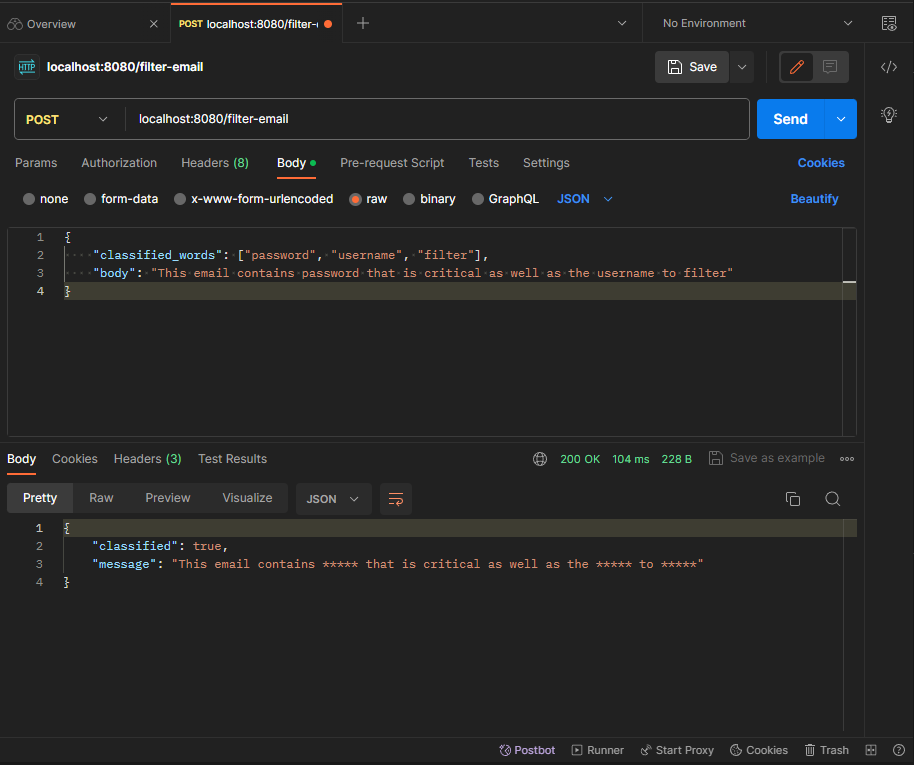 Overview
POST localhost:8080/filter-e
No Environment
HTTP localhost:8080/filter-email
Save
POST localhost:8080/filter-email
Send
Params Authorization Headers (8) Body Pre-request Script Tests Settings Cookies
none form-data x-www-form-urlencoded raw binary GraphQL JSON Beautify
1 {
2 ····"classified_words":·["password",·"username",·"filter"],
3 ····"body":·"This·email·contains·password·that·is·critical·as·well·as·the·username·to·filter"
4 }
Body Cookies Headers (3) Test Results 200 OK 104 ms 228 B Save as example
Pretty Raw Preview Visualize JSON
1 {
2 "classified": true,
3 "message": "This email contains ***** that is critical as well as the ***** to *****"
4 }
Postbot Runner Start Proxy Cookies Trash